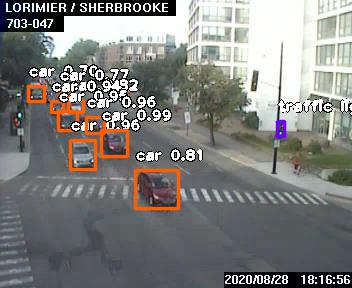 LORIMIER / SHERBROOKE
703-047
car 0.77
car 0.96
car 0.99
car 0.96
car 0.81
traffic li
2020/08/28 18:16:56